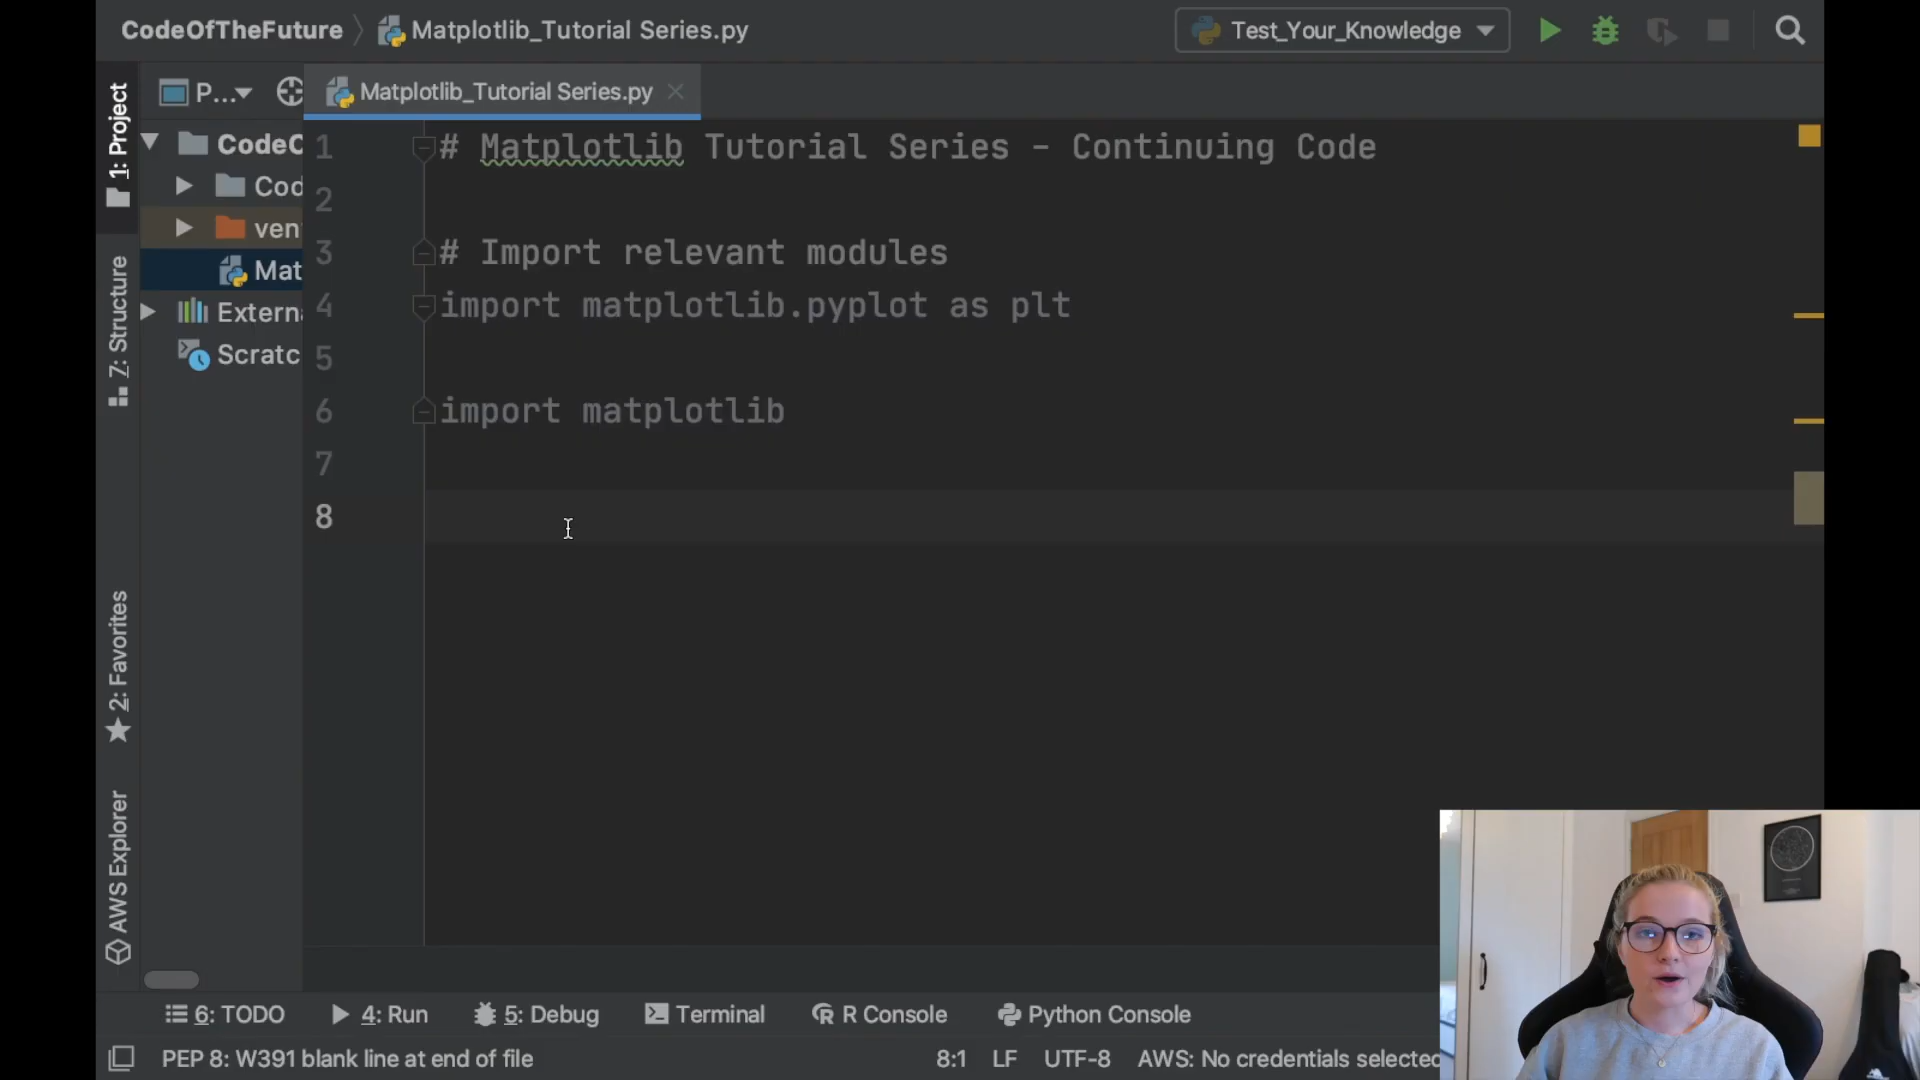 CodeOfTheFuture
Matplotlib_Tutorial Series.py
Test_Your_Knowledge
P...
Matplotlib_Tutorial Series.py
1: Project
Z: Structure
2: Favorites
AWS Explorer
CodeC
Cod
ven
Mat
Extern
Scratc
1 # Matplotlib Tutorial Series - Continuing Code
2
3 # Import relevant modules
4 import matplotlib.pyplot as plt
5
6 import matplotlib
7
8
6: TODO
4: Run
5: Debug
Terminal
R Console
Python Console
PEP 8: W391 blank line at end of file
8:1
LF
UTF-8
AWS: No credentials selected